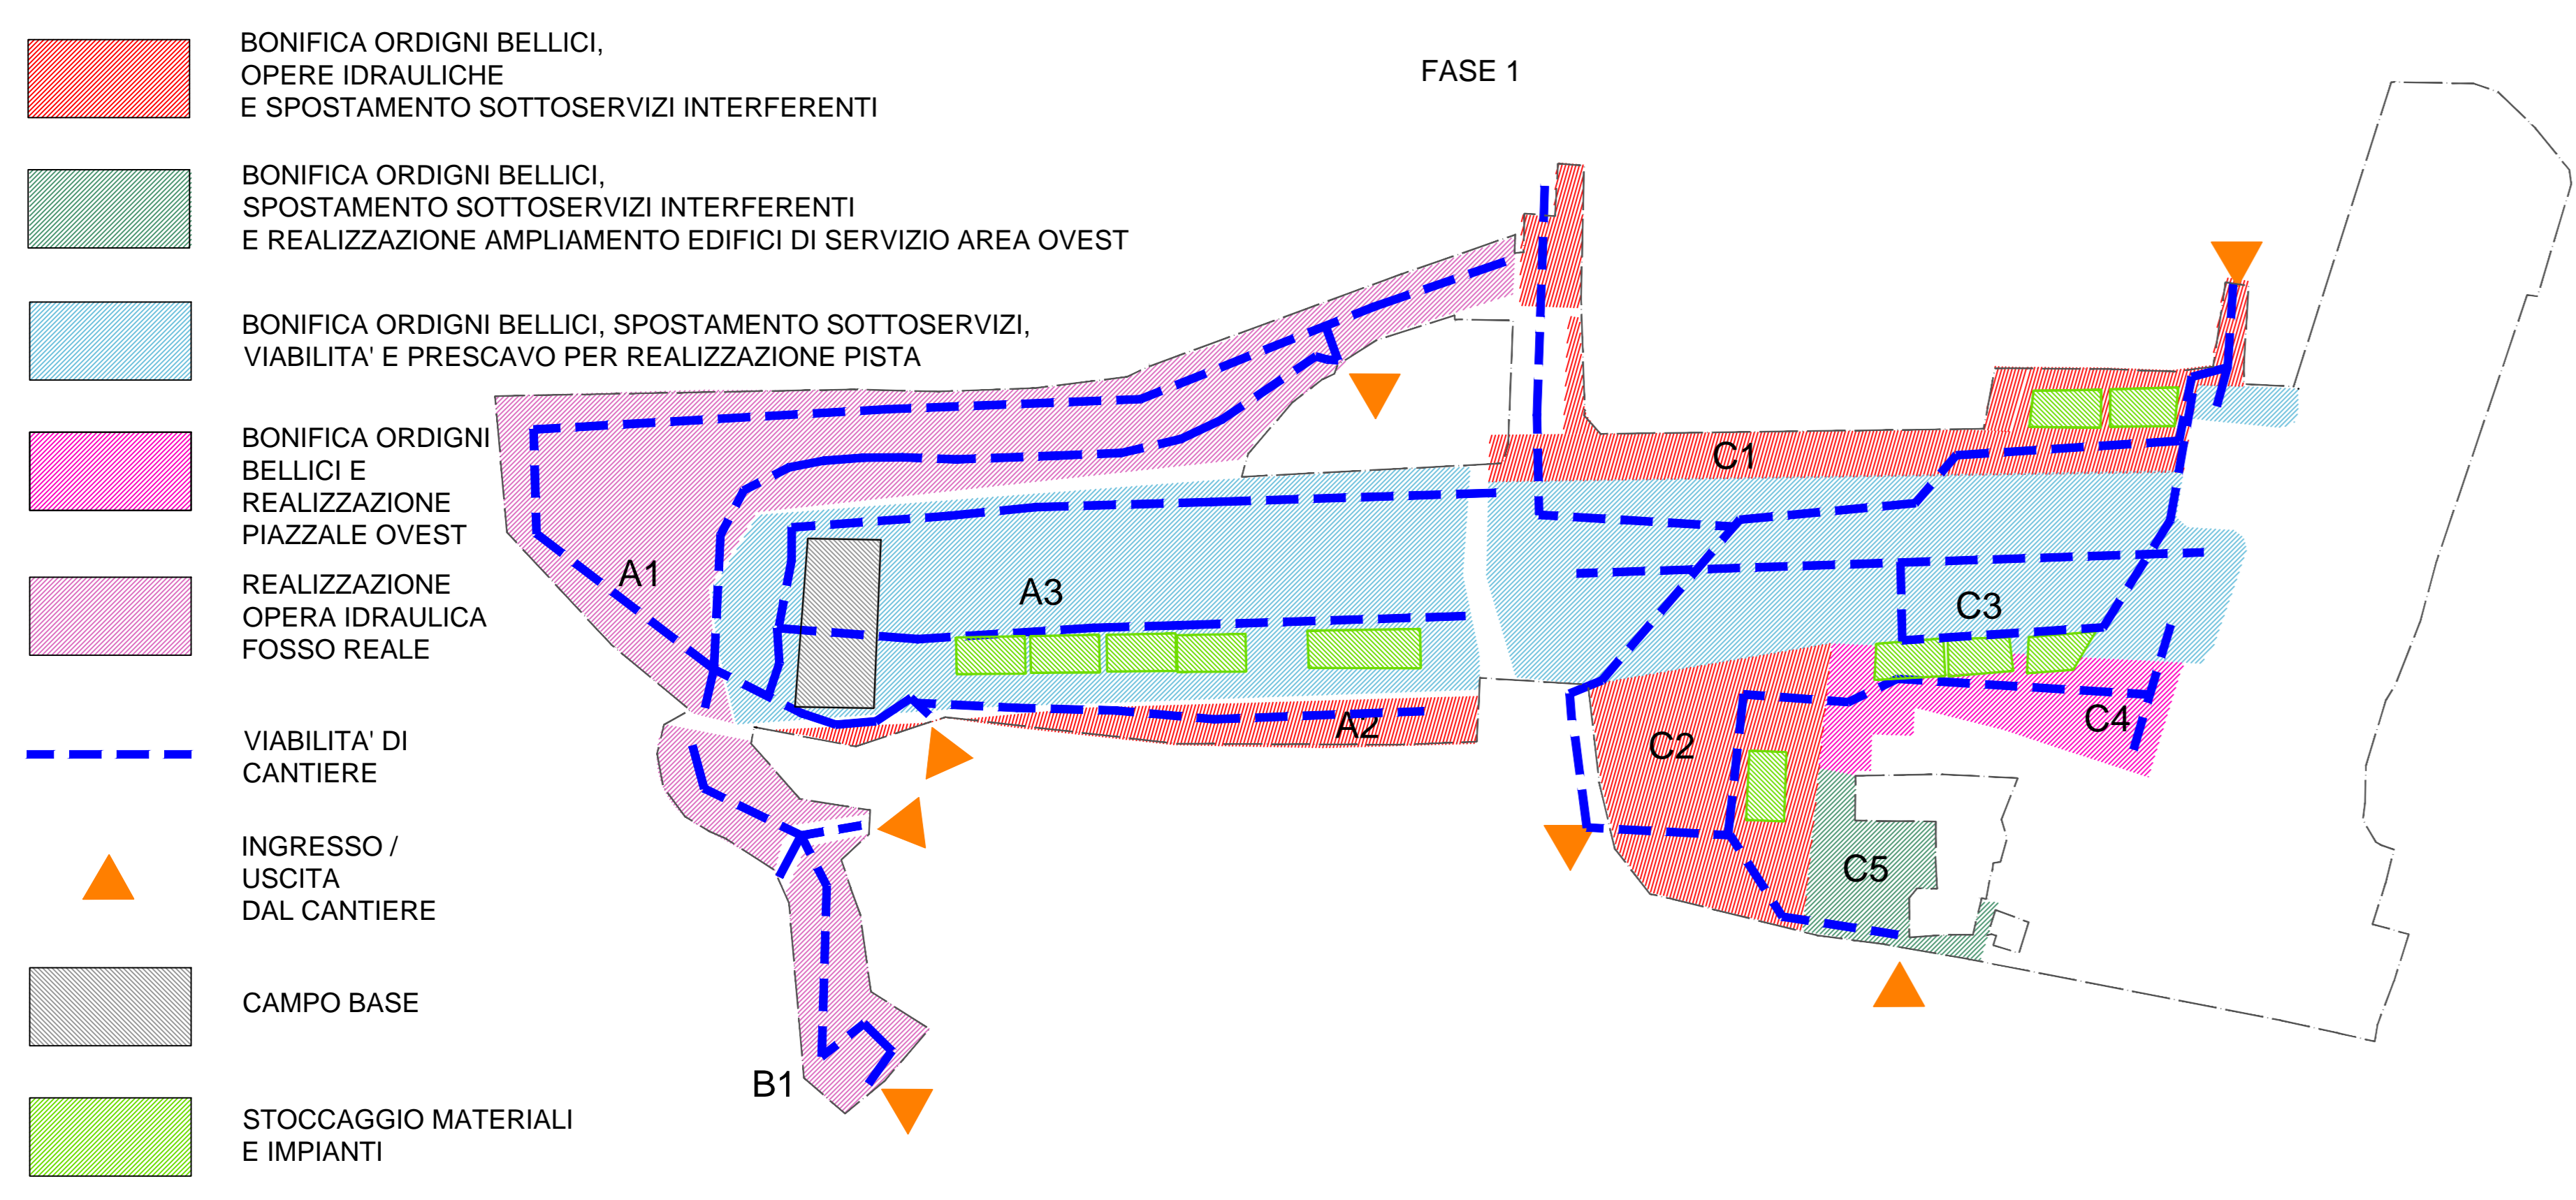 BONIFICA ORDIGNI BELLICI,
OPERE IDRAULICHE
E SPOSTAMENTO SOTTOSERVIZI INTERFERENTI
BONIFICA ORDIGNI BELLICI,
SPOSTAMENTO SOTTOSERVIZI INTERFERENTI
E REALIZZAZIONE AMPLIAMENTO EDIFICI DI SERVIZIO AREA OVEST
BONIFICA ORDIGNI BELLICI, SPOSTAMENTO SOTTOSERVIZI,
VIABILITA' E PRESCAVO PER REALIZZAZIONE PISTA
BONIFICA ORDIGNI
BELLICI E
REALIZZAZIONE
PIAZZALE OVEST
REALIZZAZIONE
OPERA IDRAULICA
FOSSO REALE
VIABILITA' DI
CANTIERE
INGRESSO /
USCITA
DAL CANTIERE
CAMPO BASE
STOCCAGGIO MATERIALI
E IMPIANTI
FASE 1
C1
A1
A3
C3
A2
C2
C4
C5
B1